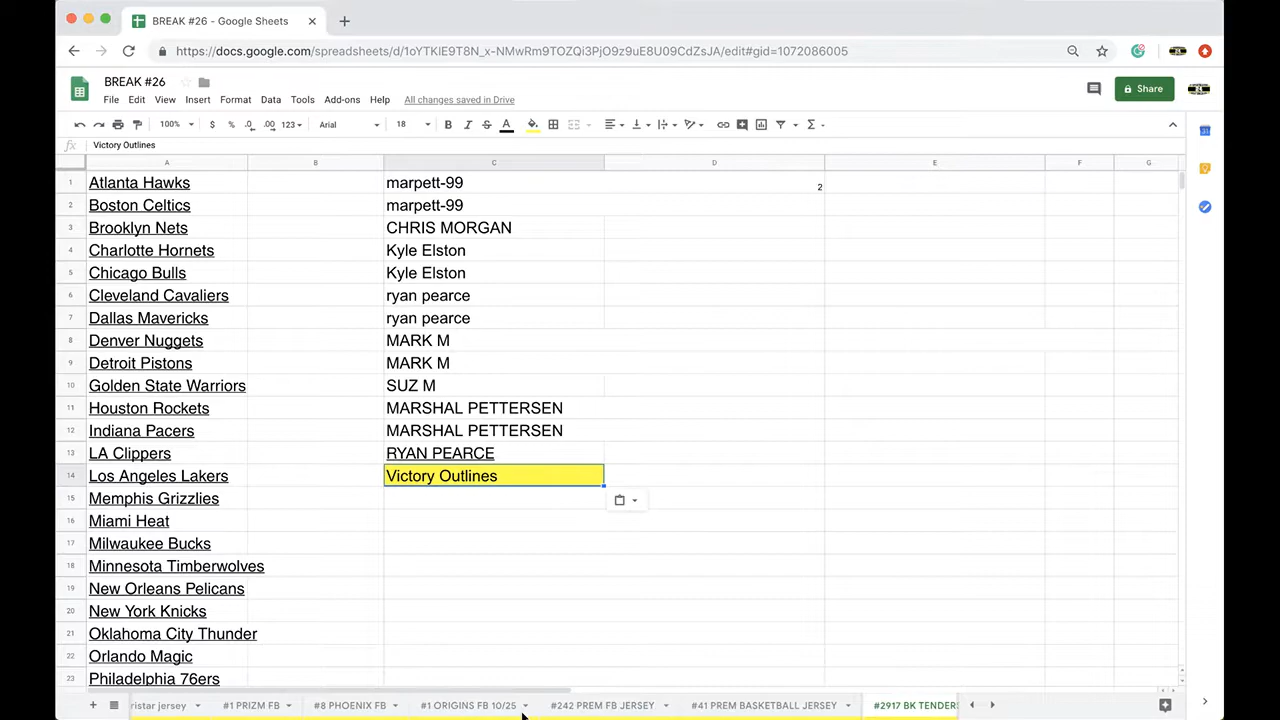 BREAK #26 - Google Sheets
https://docs.google.com/spreadsheets/d/1oYTKlE9T8N_x-NMwRm9TOZQi3PjO9z9uE8U09CdZsJA/edit#gid=1072086005
BREAK #26
File Edit View Insert Format Data Tools Add-ons Help All changes saved in Drive
Share
100% $ % .0 .00 123 Arial 18 B I S A
fx Victory Outlines
A B C D E F G
1 Atlanta Hawks marpett-99 2
2 Boston Celtics marpett-99
3 Brooklyn Nets CHRIS MORGAN
4 Charlotte Hornets Kyle Elston
5 Chicago Bulls Kyle Elston
6 Cleveland Cavaliers ryan pearce
7 Dallas Mavericks ryan pearce
8 Denver Nuggets MARK M
9 Detroit Pistons MARK M
10 Golden State Warriors SUZ M
11 Houston Rockets MARSHAL PETTERSEN
12 Indiana Pacers MARSHAL PETTERSEN
13 LA Clippers RYAN PEARCE
14 Los Angeles Lakers Victory Outlines
15 Memphis Grizzlies
16 Miami Heat
17 Milwaukee Bucks
18 Minnesota Timberwolves
19 New Orleans Pelicans
20 New York Knicks
21 Oklahoma City Thunder
22 Orlando Magic
23 Philadelphia 76ers
ristar jersey #1 PRIZM FB #8 PHOENIX FB #1 ORIGINS FB 10/25 #242 PREM FB JERSEY #41 PREM BASKETBALL JERSEY #2917 BK TENDER